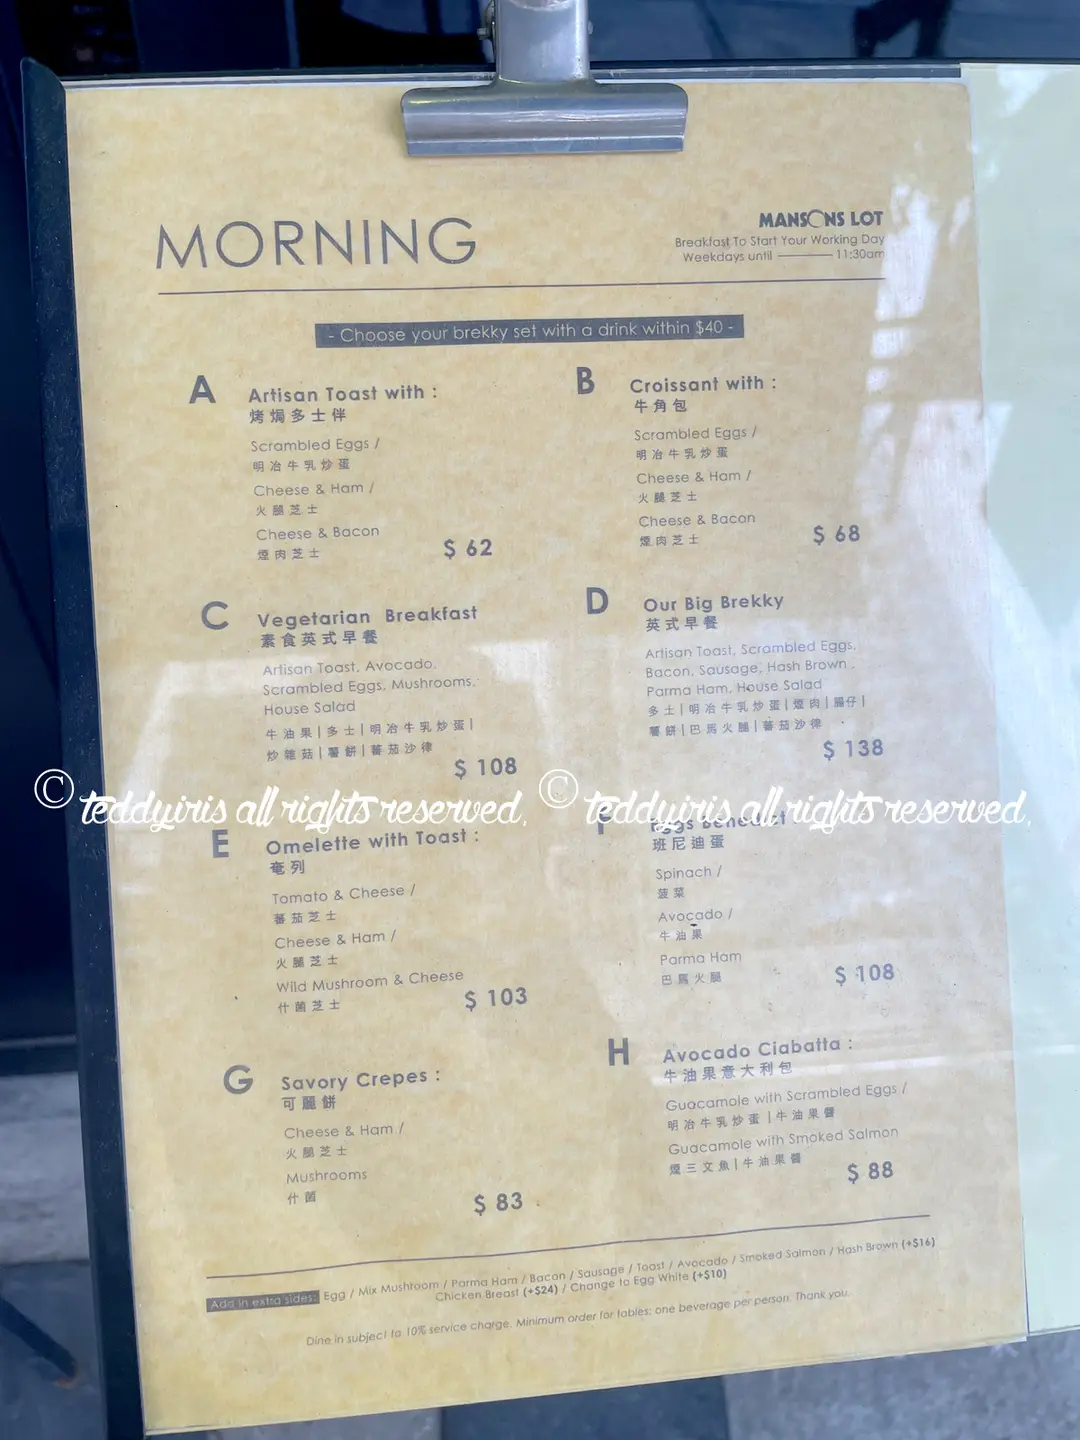 MORNING
MANSONS LOT
Breakfast To Start Your Working Day
Weekdays until 11:30am
- Choose your brekky set with a drink within $40 -
A Artisan Toast with :
烤焗多士伴
Scrambled Eggs /
明冶牛乳炒蛋
Cheese & Ham /
火腿芝士
Cheese & Bacon
煙肉芝士
$ 62
B Croissant with :
牛角包
Scrambled Eggs /
明冶牛乳炒蛋
Cheese & Ham /
火腿芝士
Cheese & Bacon
煙肉芝士
$ 68
C Vegetarian Breakfast
素食英式早餐
Artisan Toast, Avocado,
Scrambled Eggs, Mushrooms,
House Salad
牛油果|多士|明冶牛乳炒蛋|
炒雜菇|薯餅|蕃茄沙律
$ 108
D Our Big Brekky
英式早餐
Artisan Toast, Scrambled Eggs,
Bacon, Sausage, Hash Brown ,
Parma Ham, House Salad
多士|明冶牛乳炒蛋|煙肉|腸仔|
薯餅|巴馬火腿|蕃茄沙律
$ 138
© teddyiris all rights reserved. © teddyiris all rights reserved.
E Omelette with Toast :
奄列
Tomato & Cheese /
蕃茄芝士
Cheese & Ham /
火腿芝士
Wild Mushroom & Cheese
什菌芝士
$ 103
F Eggs Benedict
班尼迪蛋
Spinach /
菠菜
Avocado /
牛油果
Parma Ham
巴馬火腿
$ 108
G Savory Crepes :
可麗餅
Cheese & Ham /
火腿芝士
Mushrooms
什菌
$ 83
H Avocado Ciabatta :
牛油果意大利包
Guacamole with Scrambled Eggs /
明冶牛乳炒蛋|牛油果醬
Guacamole with Smoked Salmon
煙三文魚|牛油果醬
$ 88
Add in extra sides: Egg / Mix Mushroom / Parma Ham / Bacon / Sausage / Toast / Avocado / Smoked Salmon / Hash Brown (+$16)
Chicken Breast (+$24) / Change to Egg White (+$10)
Dine in subject to 10% service charge. Minimum order for tables: one beverage per person. Thank you.